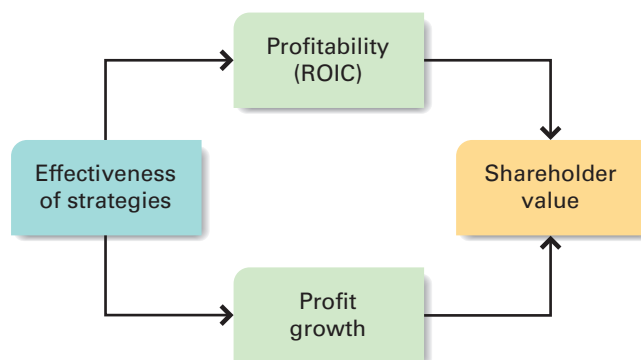 Profitability
(ROIC)
Effectiveness
of strategies
Shareholder
value
Profit
growth